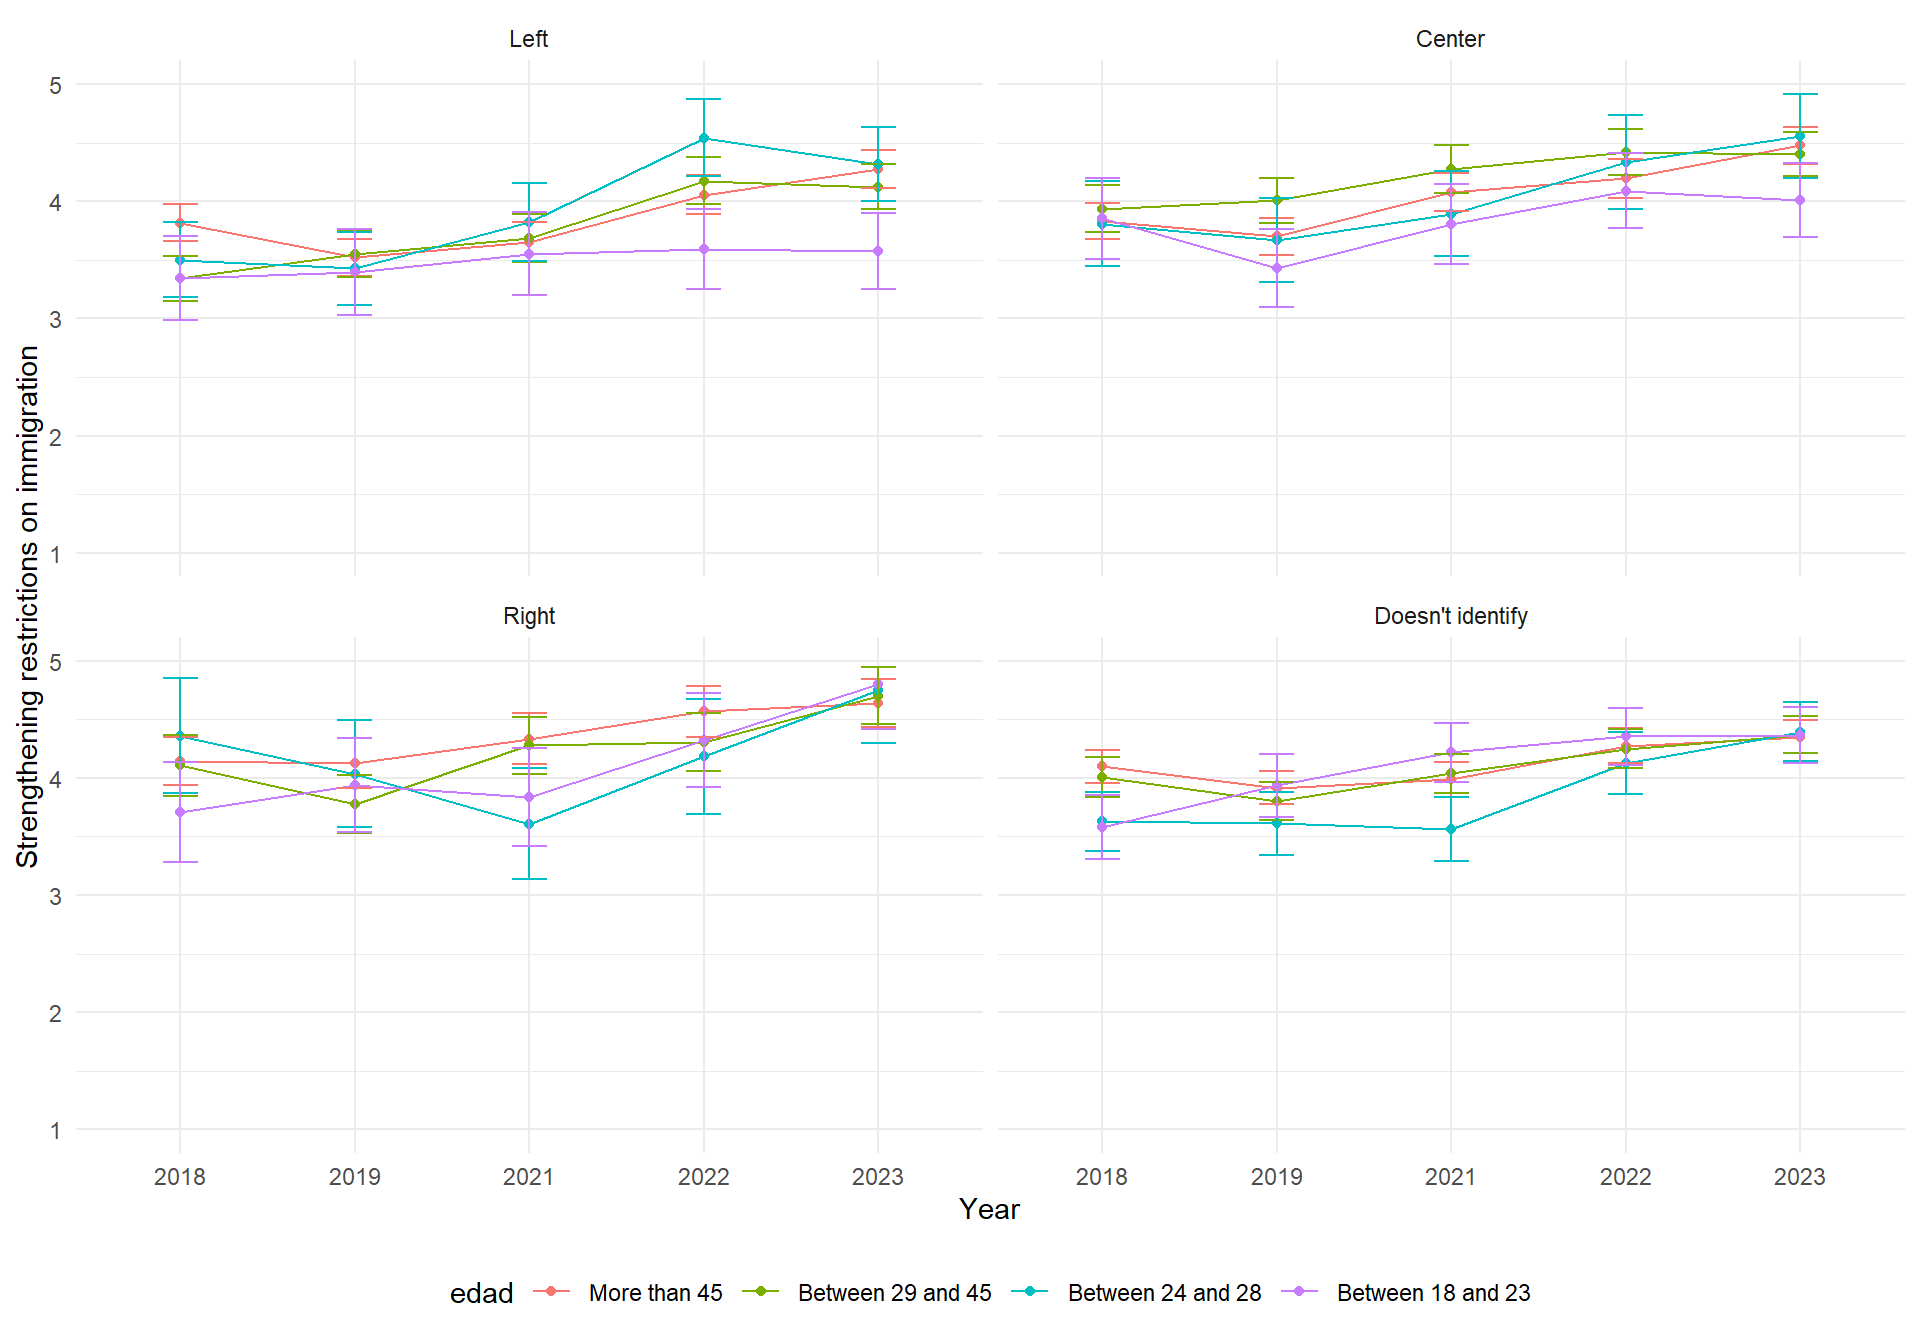 Left
Center
5
4
3
2
1
Strengthening restrictions on immigration
Right
Doesn't identify
5
4
3
2
1
2018 2019 2021 2022 2023 2018 2019 2021 2022 2023
Year
edad More than 45 Between 29 and 45 Between 24 and 28 Between 18 and 23